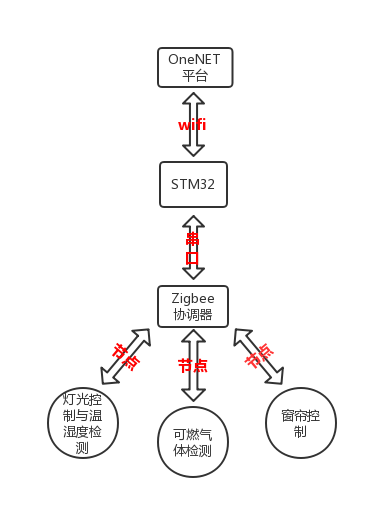 OneNET
平台
wifi
STM32
串
口
Zigbee
协调器
节点
节点
节点
灯光控
制与温
湿度检
测
可燃气
体检测
窗帘控
制